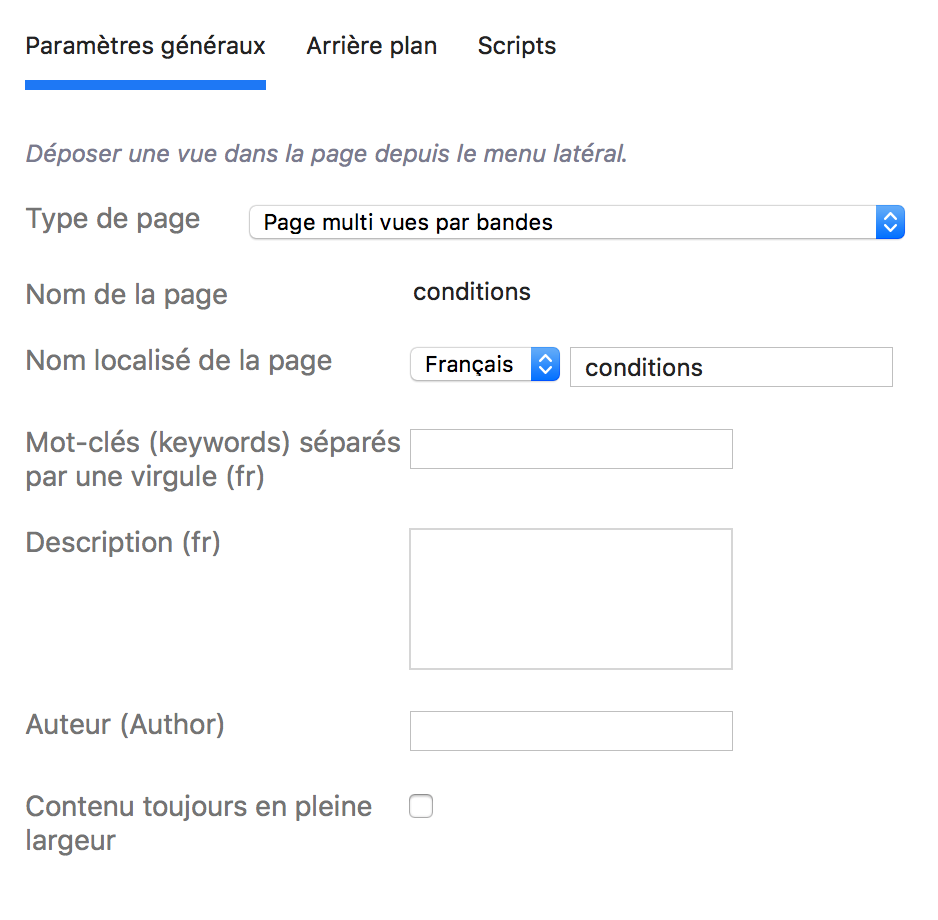 Paramètres généraux Arrière plan Scripts
Déposer une vue dans la page depuis le menu latéral.
Type de page Page multi vues par bandes
Nom de la page conditions
Nom localisé de la page Français conditions
Mot-clés (keywords) séparés
par une virgule (fr)
Description (fr)
Auteur (Author)
Contenu toujours en pleine
largeur